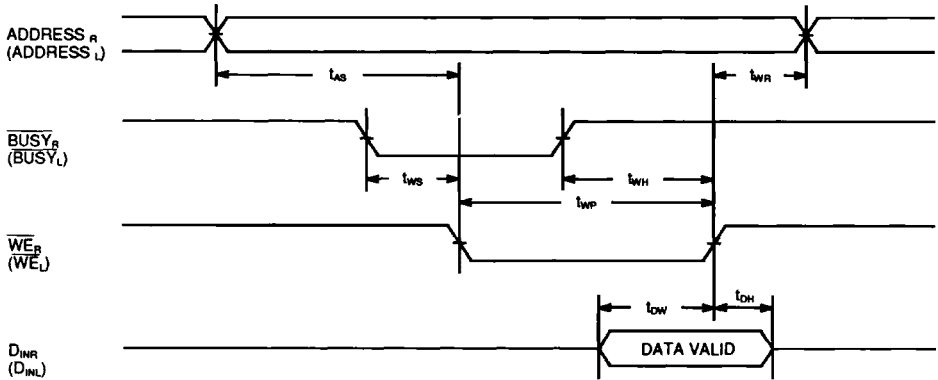 ADDRESS R
(ADDRESS L)
tAS
tWR
BUSYR
(BUSYL)
tWS
tWH
tWP
WER
(WEL)
tDW
tDH
DINR
(DINL)
DATA VALID